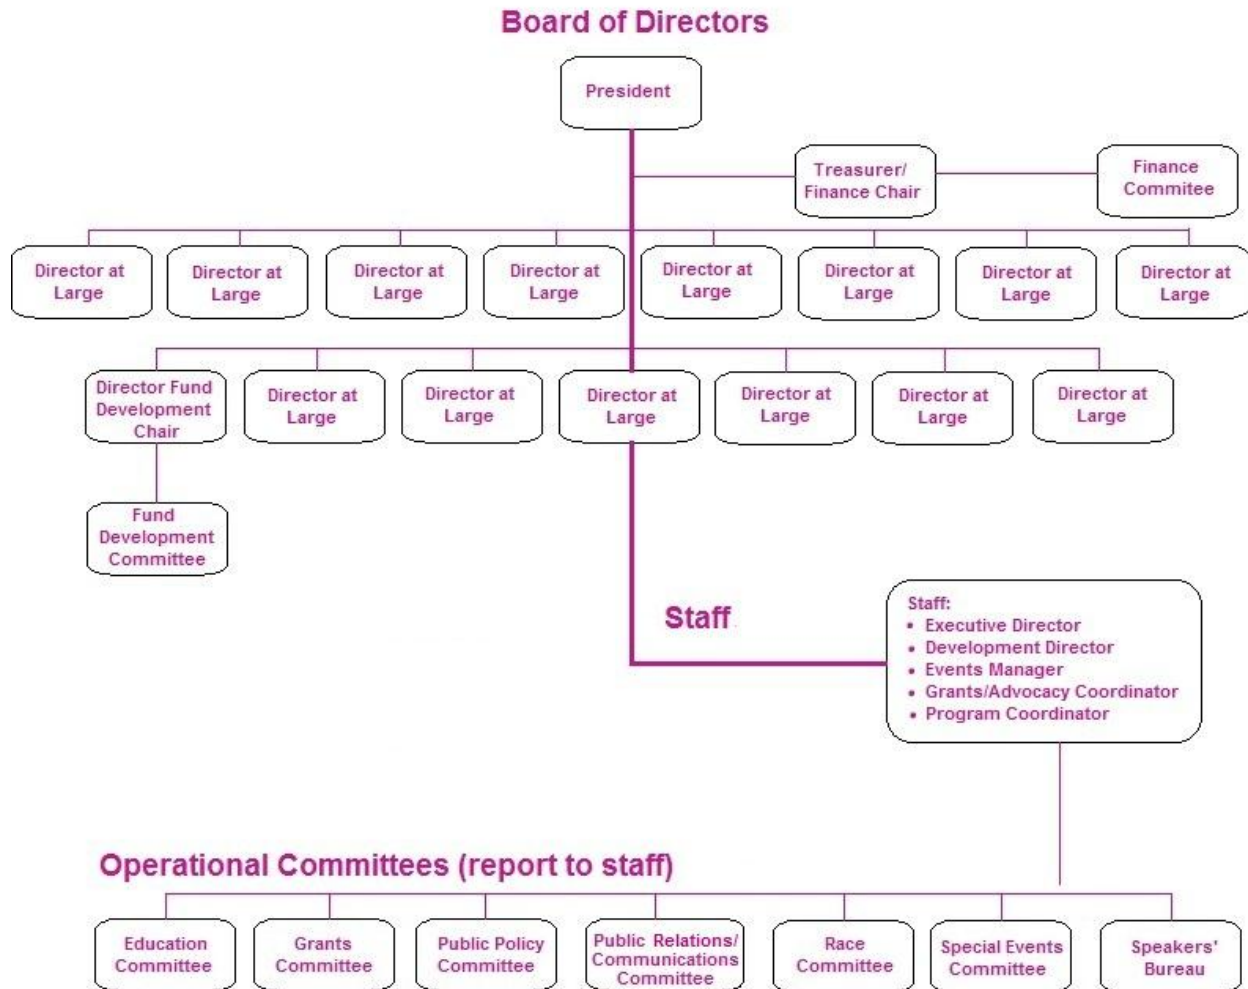 Board of Directors
President
Treasurer/
Finance Chair
Finance
Commitee
Director at
Large
Director at
Large
Director at
Large
Director at
Large
Director at
Large
Director at
Large
Director at
Large
Director at
Large
Director Fund
Development
Chair
Director at
Large
Director at
Large
Director at
Large
Director at
Large
Director at
Large
Director at
Large
Fund
Development
Committee
Staff
Staff:
• Executive Director
• Development Director
• Events Manager
• Grants/Advocacy Coordinator
• Program Coordinator
Operational Committees (report to staff)
Education
Committee
Grants
Committee
Public Policy
Committee
Public Relations/
Communications
Committee
Race
Committee
Special Events
Committee
Speakers'
Bureau